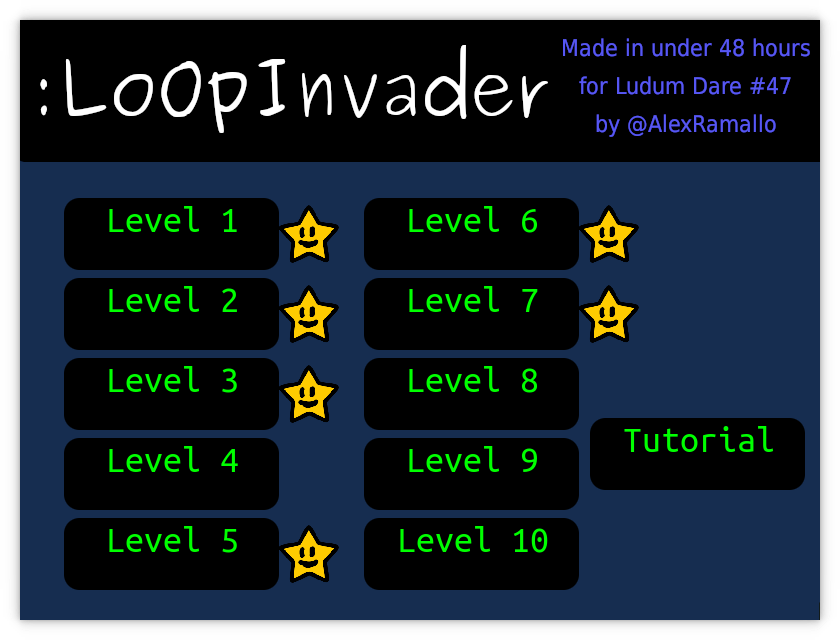 :LoOpInvader
Made in under 48 hours
for Ludum Dare #47
by @AlexRamallo
Level 1
Level 2
Level 3
Level 4
Level 5
Level 6
Level 7
Level 8
Level 9
Level 10
Tutorial